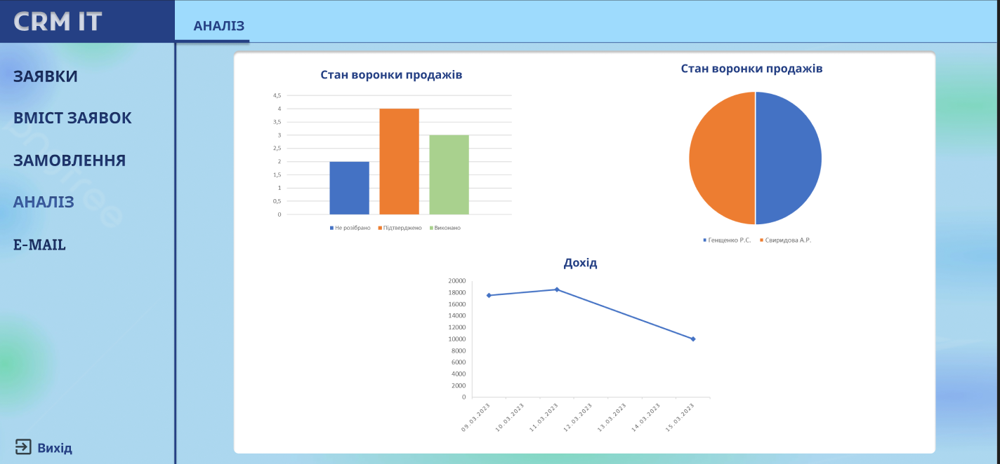 CRM IT
АНАЛІЗ
ЗАЯВКИ
ВМІСТ ЗАЯВОК
ЗАМОВЛЕННЯ
АНАЛІЗ
E-MAIL
Вихід
Стан воронки продажів
4,5
4
3,5
3
2,5
2
1,5
1
0,5
0
Не розібрано Підтверджено Виконано
Стан воронки продажів
Генщенко Р.С. Свиридова А.Р.
Дохід
20000
18000
16000
14000
12000
10000
8000
6000
4000
2000
0
09.03.2023 10.03.2023 11.03.2023 12.03.2023 13.03.2023 14.03.2023 15.03.2023
pngtree